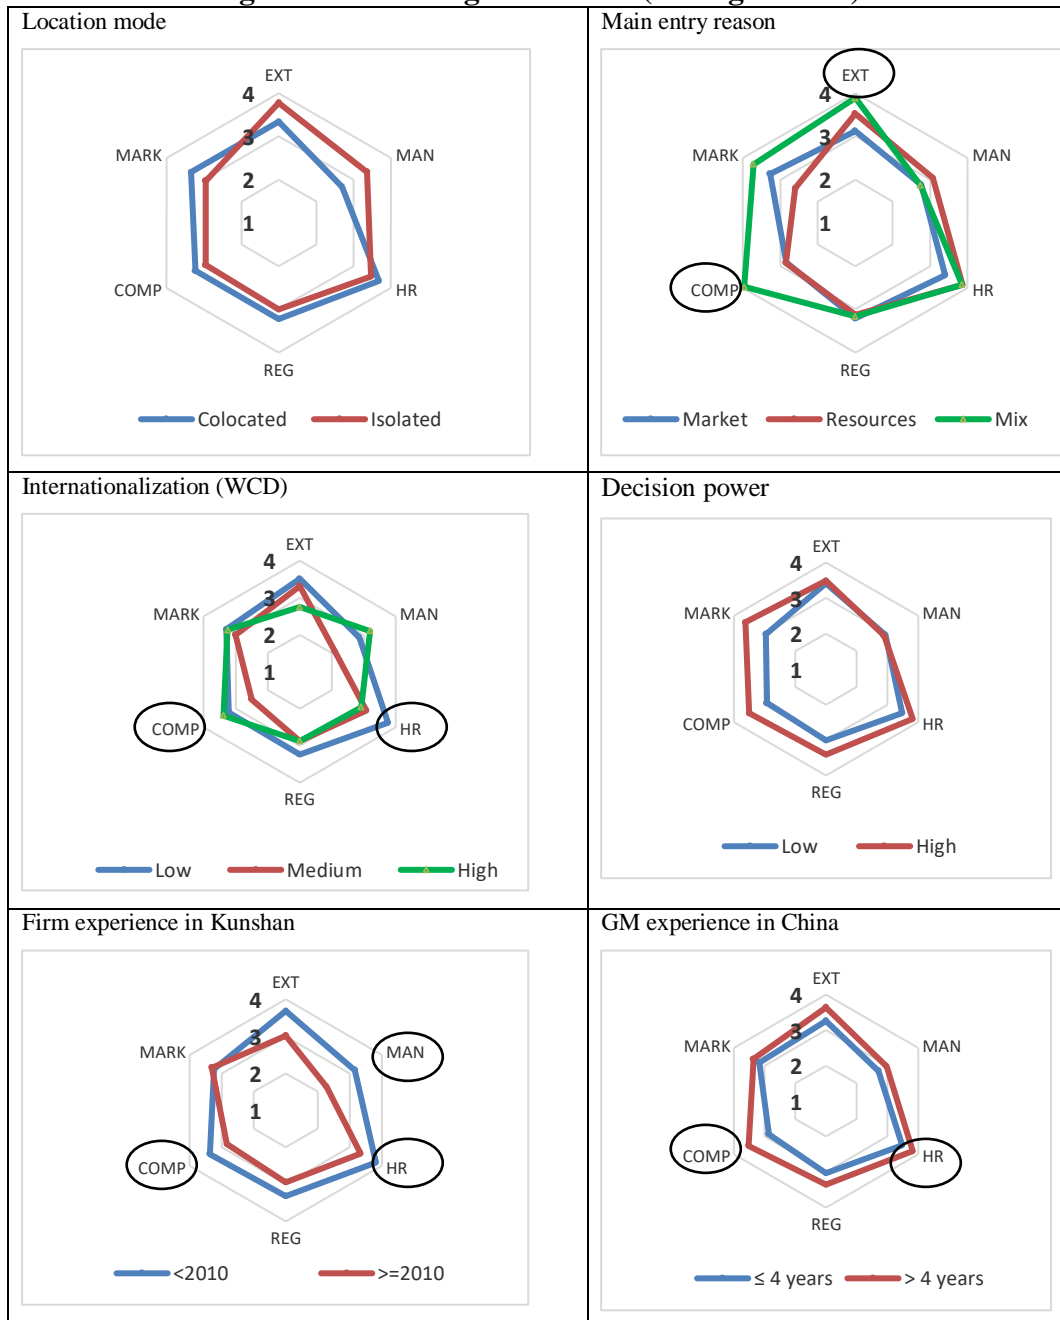 Location mode
EXT
4
3
MARK
MAN
2
1
COMP
HR
REG
Colocated
Isolated
Main entry reason
EXT
4
3
MARK
MAN
2
1
COMP
HR
REG
Market
Resources
Mix
Internationalization (WCD)
EXT
4
3
MARK
MAN
2
1
COMP
HR
REG
Low
Medium
High
Decision power
EXT
4
3
MARK
MAN
2
1
COMP
HR
REG
Low
High
Firm experience in Kunshan
EXT
4
3
MARK
MAN
2
1
COMP
HR
REG
<2010
>=2010
GM experience in China
EXT
4
3
MARK
MAN
2
1
COMP
HR
REG
≤ 4 years
> 4 years